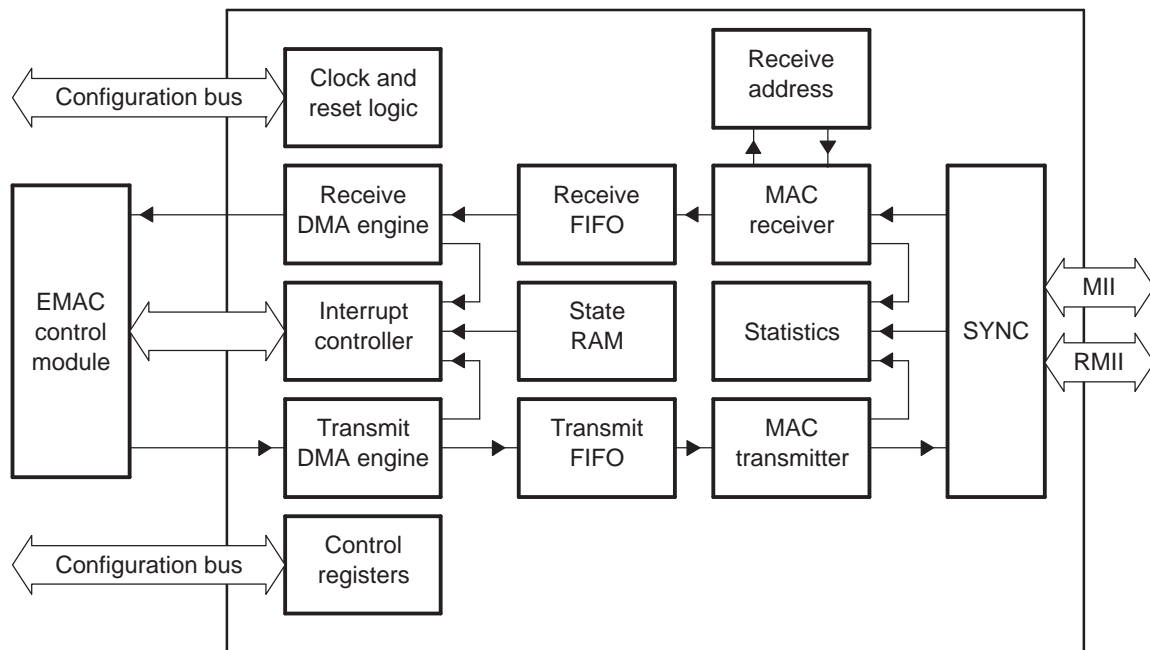 Configuration bus
Clock and
reset logic
Receive
address
EMAC
control
module
Receive
DMA engine
Receive
FIFO
MAC
receiver
Interrupt
controller
State
RAM
Statistics
SYNC
MII
RMII
Transmit
DMA engine
Transmit
FIFO
MAC
transmitter
Configuration bus
Control
registers